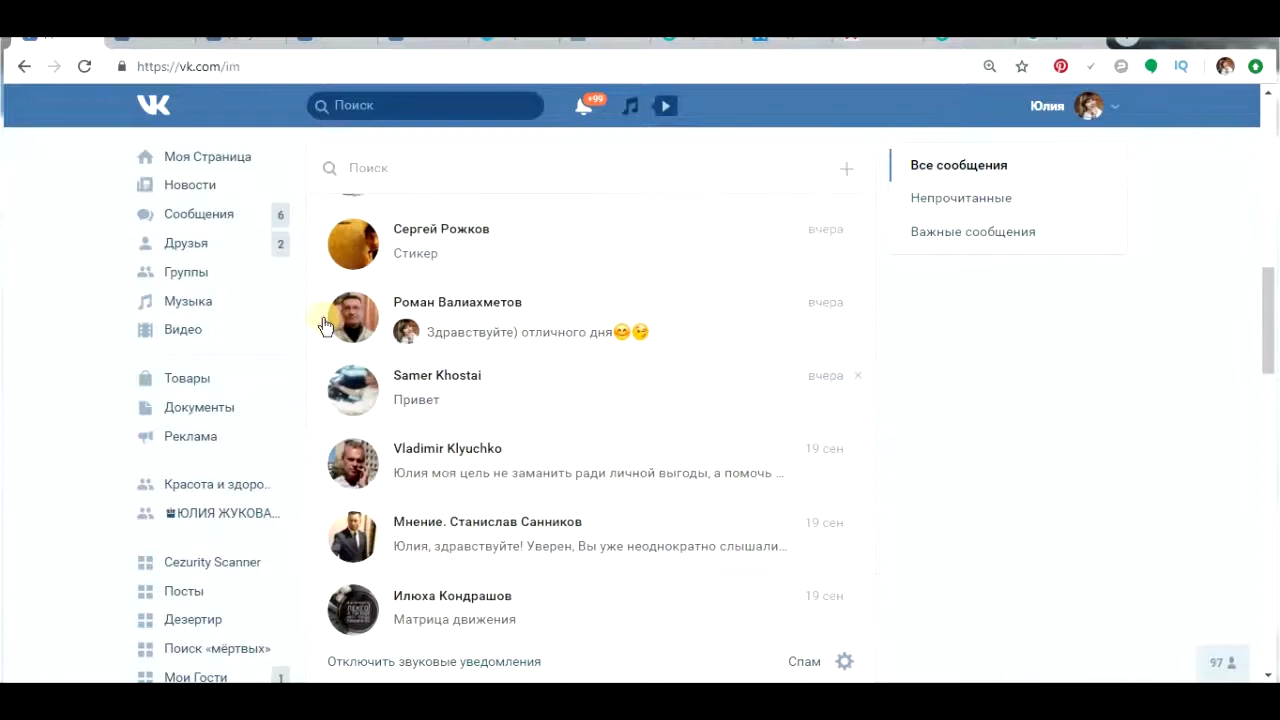 https://vk.com/im
IQ
Поиск
+99
Юлия
Моя Страница
Новости
Сообщения 6
Друзья 2
Группы
Музыка
Видео
Товары
Документы
Реклама
Красота и здоро..
ЮЛИЯ ЖУКОВА...
Cezurity Scanner
Посты
Дезертир
Поиск «мёртвых»
Мои Гости 1
Поиск
Сергей Рожков вчера
Стикер
Роман Валиахметов вчера
Здравствуйте) отличного дня😊😉
Samer Khostai вчера
Привет
Vladimir Klyuchko 19 сен
Юлия моя цель не заманить ради личной выгоды, а помочь ...
Мнение. Станислав Санников 19 сен
Юлия, здравствуйте! Уверен, Вы уже неоднократно слышали...
Илюха Кондрашов 19 сен
Матрица движения
Отключить звуковые уведомления Спам
Все сообщения
Непрочитанные
Важные сообщения
97